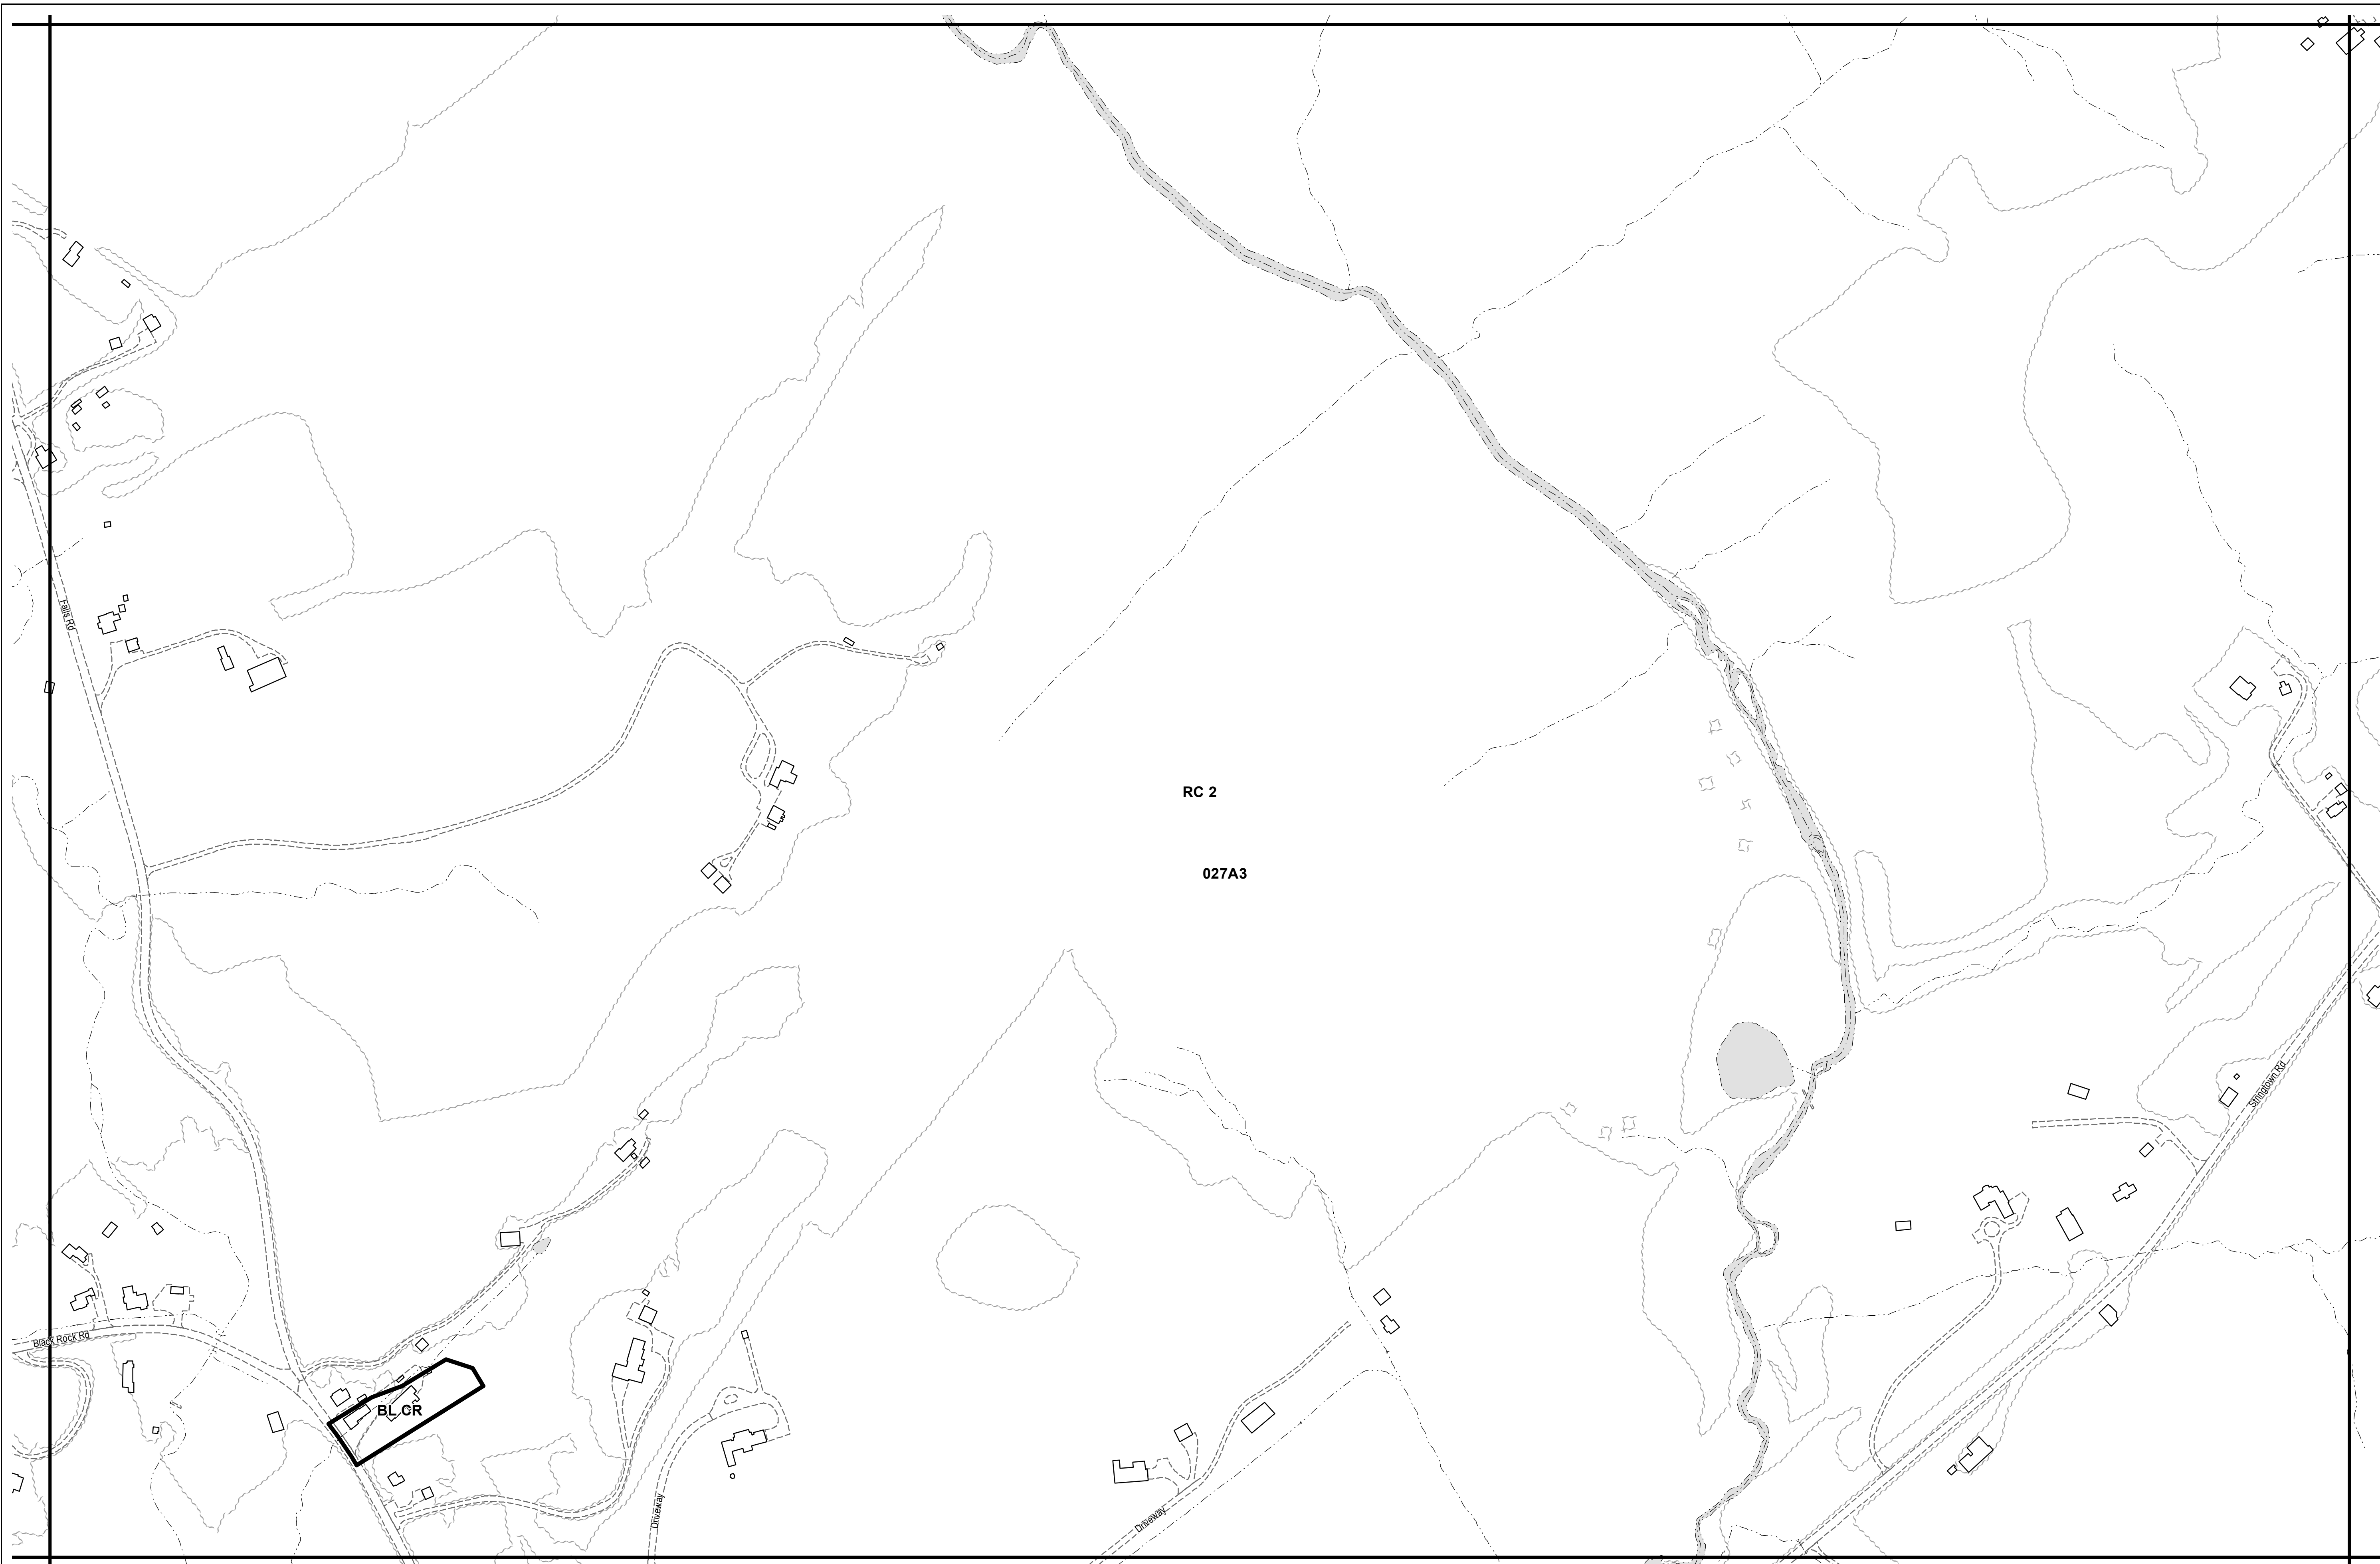 Falls Rd
RC 2
027A3
Stringtown Rd
Black Rock Rd
BL CR
Driveway
Driveway